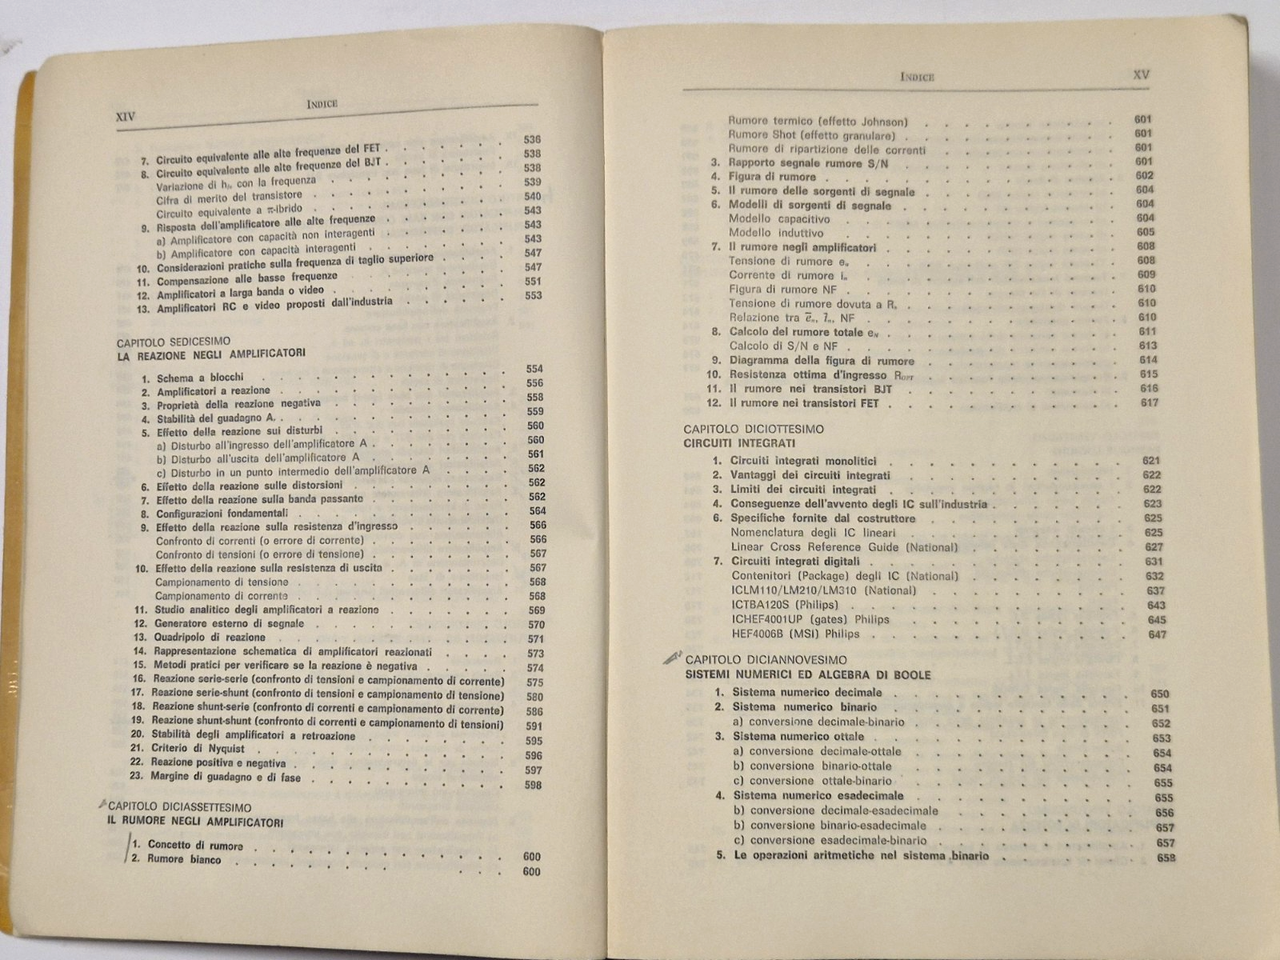 XIV
INDICE
7. Circuito equivalente alle alte frequenze del FET . . . . . . . 536
8. Circuito equivalente alle alte frequenze del BJT . . . . . . . 538
Variazione di h con la frequenza . . . . . . . 538
Cifra di merito del transistore . . . . . . . 539
Circuito equivalente a π-ibrido . . . . . . . 540
9. Risposta dell'amplificatore alle alte frequenze . . . . . . . 543
a) Amplificatore con capacità non interagenti . . . . . . . 543
b) Amplificatore con capacità interagenti . . . . . . . 543
10. Considerazioni pratiche sulla frequenza di taglio superiore . . . . . . . 547
11. Compensazione alle basse frequenze . . . . . . . 547
12. Amplificatori a larga banda o video . . . . . . . 551
13. Amplificatori RC e video proposti dall'industria . . . . . . . 553
CAPITOLO SEDICESIMO
LA REAZIONE NEGLI AMPLIFICATORI
1. Schema a blocchi . . . . . . . 554
2. Amplificatori a reazione . . . . . . . 556
3. Proprietà della reazione negativa . . . . . . . 558
4. Stabilità del guadagno A . . . . . . . 559
5. Effetto della reazione sui disturbi . . . . . . . 560
a) Disturbo all'ingresso dell'amplificatore A . . . . . . . 560
b) Disturbo all'uscita dell'amplificatore A . . . . . . . 561
c) Disturbo in un punto intermedio dell'amplificatore A . . . . . 562
6. Effetto della reazione sulle distorsioni . . . . . . . 562
7. Effetto della reazione sulla banda passante . . . . . . . 562
8. Configurazioni fondamentali . . . . . . . 564
9. Effetto della reazione sulla resistenza d'ingresso . . . . . . . 566
Confronto di correnti (o errore di corrente) . . . . . . . 566
Confronto di tensioni (o errore di tensione) . . . . . . . 567
10. Effetto della reazione sulla resistenza di uscita . . . . . . . 567
Campionamento di tensione . . . . . . . 568
Campionamento di corrente . . . . . . . 568
11. Studio analitico degli amplificatori a reazione . . . . . . . 569
12. Generatore esterno di segnale . . . . . . . 570
13. Quadripolo di reazione . . . . . . . 571
14. Rappresentazione schematica di amplificatori reazionati . . . . . 573
15. Metodi pratici per verificare se la reazione è negativa . . . . . 574
16. Reazione serie-serie (confronto di tensioni e campionamento di corrente) 575
17. Reazione serie-shunt (confronto di tensioni e campionamento di tensione) 580
18. Reazione shunt-serie (confronto di correnti e campionamento di corrente) 586
19. Reazione shunt-shunt (confronto di correnti e campionamento di tensioni) 591
20. Stabilità degli amplificatori a retroazione . . . . . . . 595
21. Criterio di Nyquist . . . . . . . 596
22. Reazione positiva e negativa . . . . . . . 597
23. Margine di guadagno e di fase . . . . . . . 598
CAPITOLO DICIASSETTESIMO
IL RUMORE NEGLI AMPLIFICATORI
1. Concetto di rumore . . . . . . . 600
2. Rumore bianco . . . . . . . 600
INDICE
XV
Rumore termico (effetto Johnson) . . . . . . . 601
Rumore Shot (effetto granulare) . . . . . . . 601
Rumore di ripartizione delle correnti . . . . . . . 601
3. Rapporto segnale rumore S/N . . . . . . . 601
4. Figura di rumore . . . . . . . 602
5. Il rumore delle sorgenti di segnale . . . . . . . 604
6. Modelli di sorgenti di segnale . . . . . . . 604
Modello capacitivo . . . . . . . 604
Modello induttivo . . . . . . . 605
7. Il rumore negli amplificatori . . . . . . . 608
Tensione di rumore eₙ . . . . . . . 608
Corrente di rumore iₙ . . . . . . . 609
Figura di rumore NF . . . . . . . 610
Tensione di rumore dovuta a Rₛ . . . . . . . 610
Relazione tra e̅ₙ, i̅ₙ, NF . . . . . . . 610
8. Calcolo del rumore totale e_N . . . . . . . 611
Calcolo di S/N e NF . . . . . . . 613
9. Diagramma della figura di rumore . . . . . . . 614
10. Resistenza ottima d'ingresso R_OTT . . . . . . . 615
11. Il rumore nei transistori BJT . . . . . . . 616
12. Il rumore nei transistori FET . . . . . . . 617
CAPITOLO DICIOTTESIMO
CIRCUITI INTEGRATI
1. Circuiti integrati monolitici . . . . . . . 621
2. Vantaggi dei circuiti integrati . . . . . . . 622
3. Limiti dei circuiti integrati . . . . . . . 622
4. Conseguenze dell'avvento degli IC sull'industria . . . . . . . 623
6. Specifiche fornite dal costruttore . . . . . . . 625
Nomenclatura degli IC lineari . . . . . . . 625
Linear Cross Reference Guide (National) . . . . . . . 627
7. Circuiti integrati digitali . . . . . . . 631
Contenitori (Package) degli IC (National) . . . . . . . 632
ICLM110/LM210/LM310 (National) . . . . . . . 637
ICTBA120S (Philips) . . . . . . . 643
ICHEF4001UP (gates) Philips . . . . . . . 645
HEF4006B (MSI) Philips . . . . . . . 647
CAPITOLO DICIANNOVESIMO
SISTEMI NUMERICI ED ALGEBRA DI BOOLE
1. Sistema numerico decimale . . . . . . . 650
2. Sistema numerico binario . . . . . . . 651
a) conversione decimale-binario . . . . . . . 652
3. Sistema numerico ottale . . . . . . . 653
a) conversione decimale-ottale . . . . . . . 654
b) conversione binario-ottale . . . . . . . 654
c) conversione ottale-binario . . . . . . . 655
4. Sistema numerico esadecimale . . . . . . . 655
b) conversione decimale-esadecimale . . . . . . . 656
b) conversione binario-esadecimale . . . . . . . 657
c) conversione esadecimale-binario . . . . . . . 657
5. Le operazioni aritmetiche nel sistema binario . . . . . . . 658